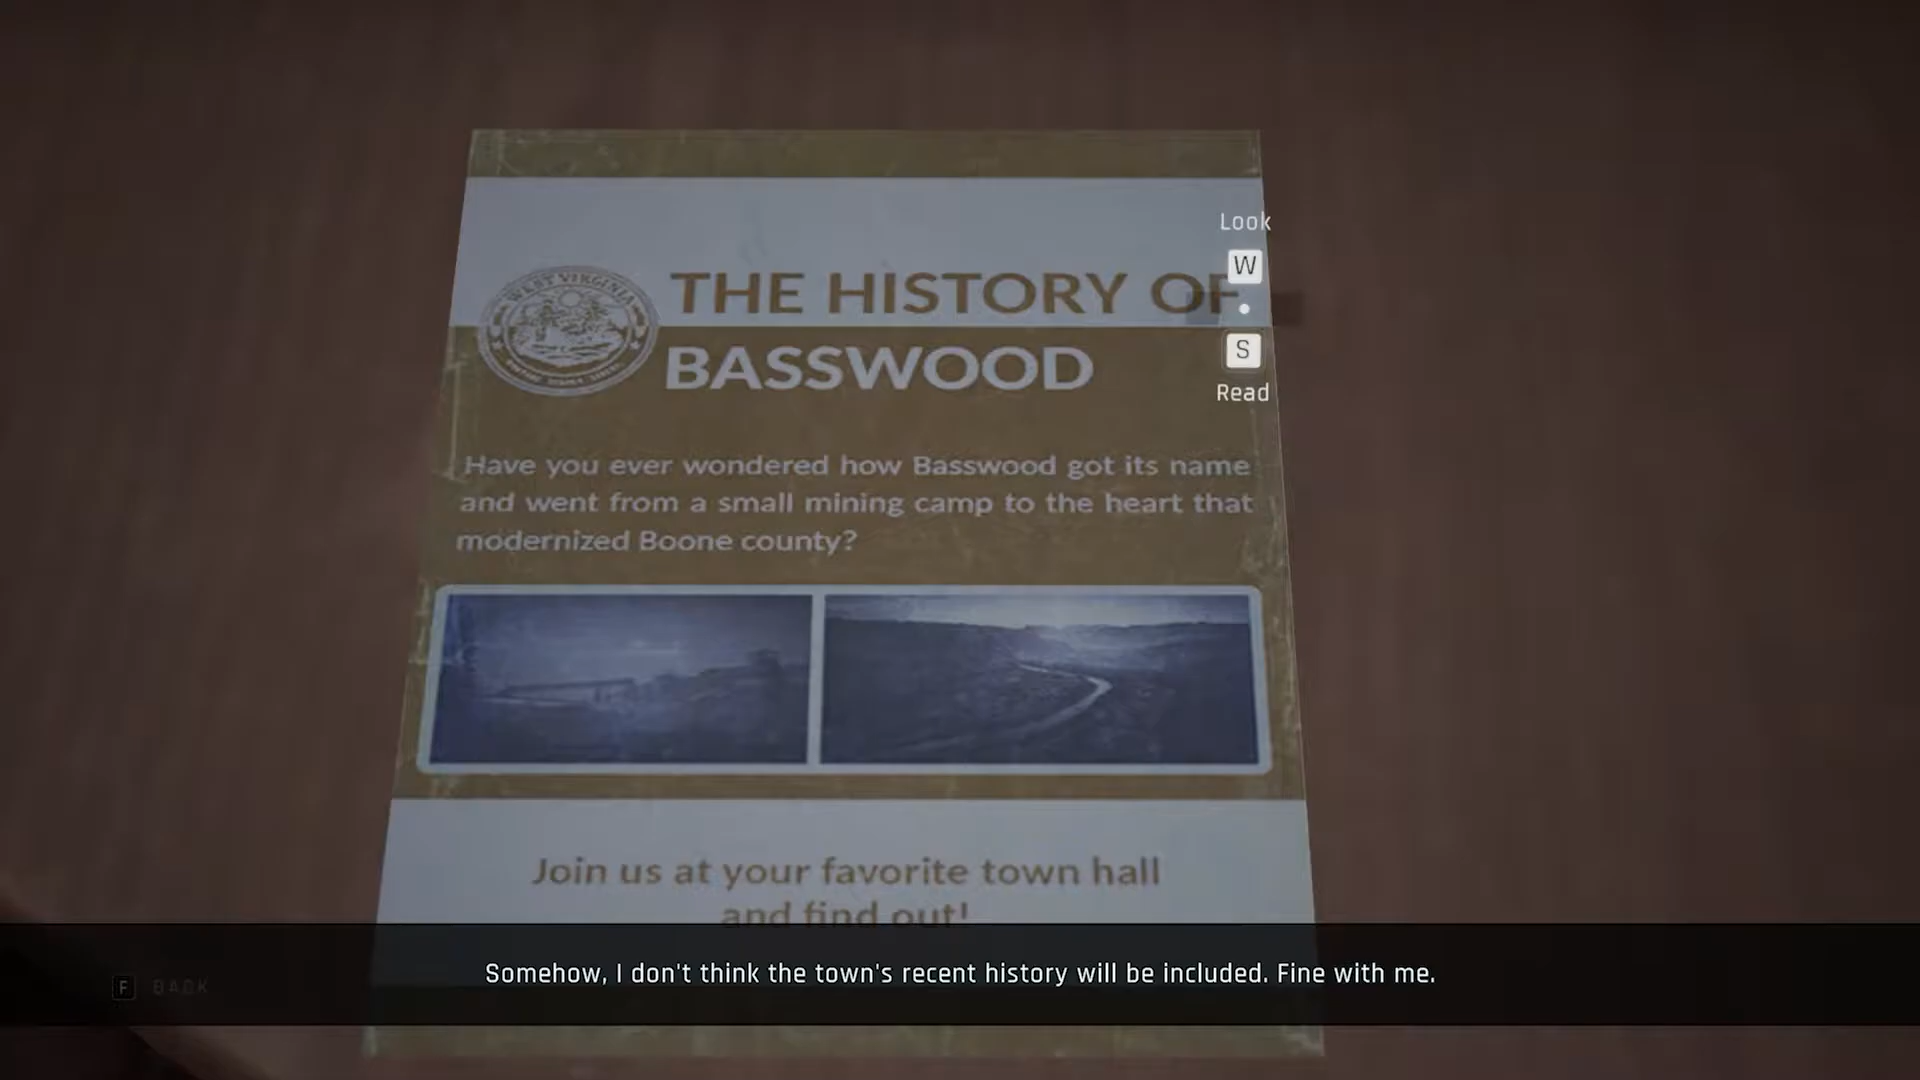 Look
W
THE HISTORY OF
S
BASSWOOD
Read
WEST VIRGINIA
Have you ever wondered how Basswood got its name
and went from a small mining camp to the heart that
modernized Boone county?
Join us at your favorite town hall
and find out!
Somehow, I don't think the town's recent history will be included. Fine with me.
F BACK